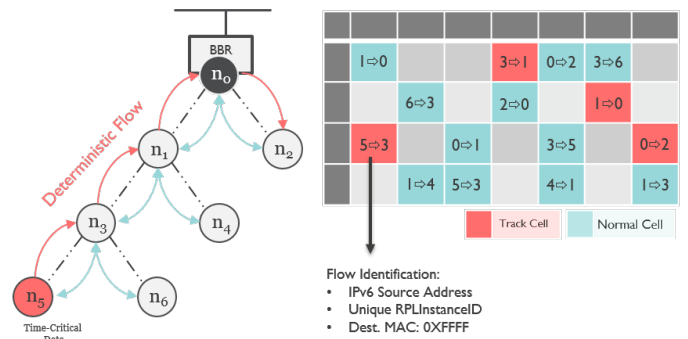 BBR
n₀
Deterministic Flow
n₁
n₂
n₃
n₄
n₅
n₆
Time-Critical
1⇨0 3⇨1 0⇨2 3⇨6
6⇨3 2⇨0 1⇨0
5⇨3 0⇨1 3⇨5 0⇨2
1⇨4 5⇨3 4⇨1 1⇨3
Track Cell Normal Cell
Flow Identification:
• IPv6 Source Address
• Unique RPLInstanceID
• Dest. MAC: 0XFFFF